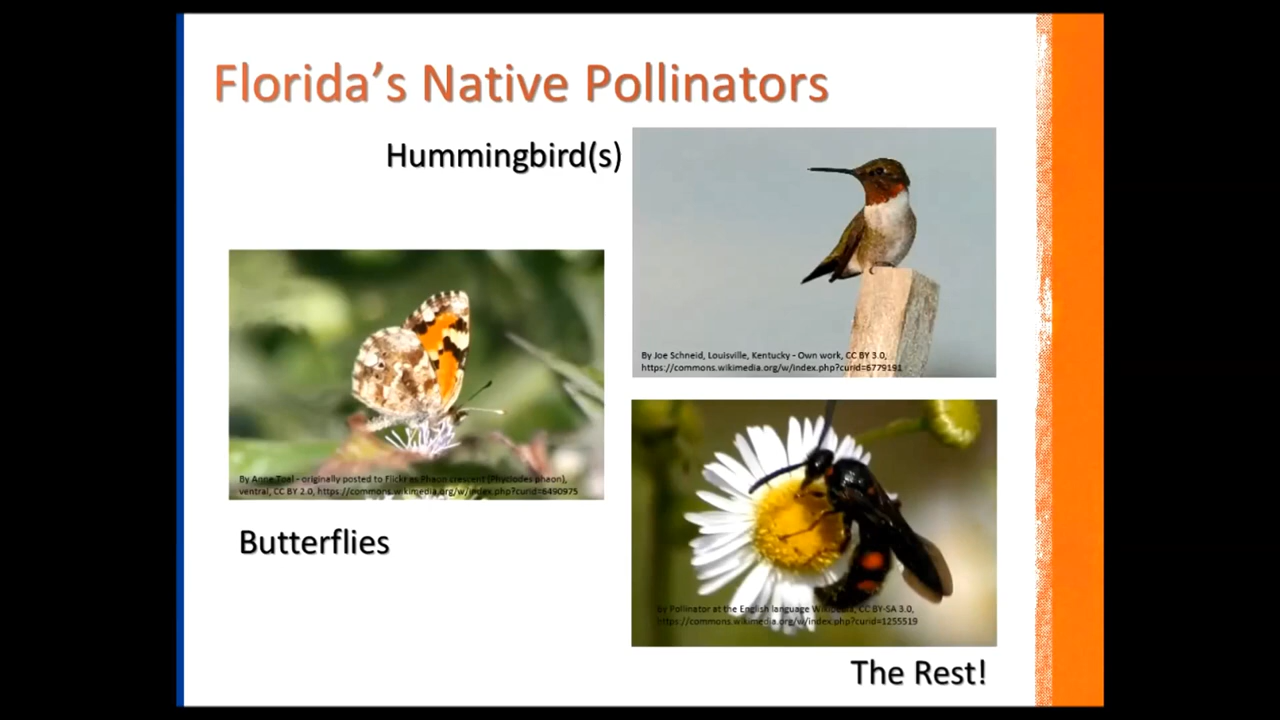 Florida's Native Pollinators
Hummingbird(s)
By Joe Schneid, Louisville, Kentucky - Own work, CC BY 3.0,
https://commons.wikimedia.org/w/index.php?curid=6779191
By Anne Toal - originally posted to Flickr as Phaon crescent (Phyciodes phaon),
ventral, CC BY 2.0, https://commons.wikimedia.org/w/index.php?curid=6490975
Butterflies
by Pollinator at the English language Wikipedia, CC BY-SA 3.0,
https://commons.wikimedia.org/w/index.php?curid=1255519
The Rest!